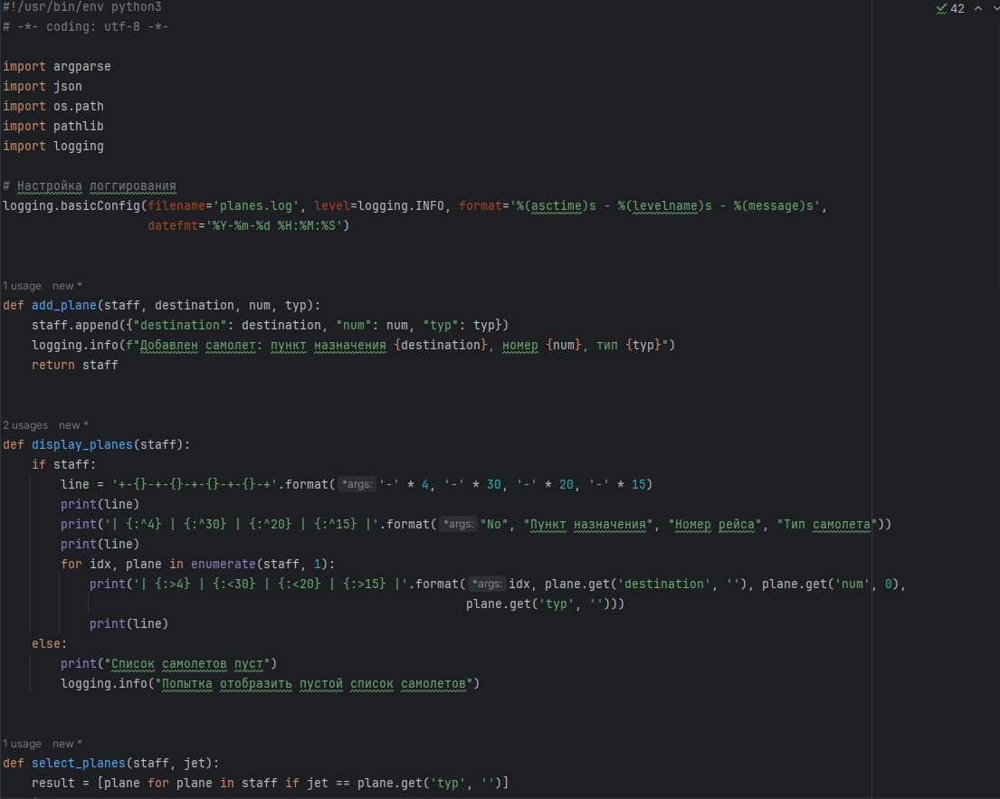 #!/usr/bin/env python3
42
# -*- coding: utf-8 -*-
import argparse
import json
import os.path
import pathlib
import logging
# Настройка логгирования
logging.basicConfig(filename='planes.log', level=logging.INFO, format='%(asctime)s - %(levelname)s - %(message)s',
datefmt='%Y-%m-%d %H:%M:%S')
1 usage new *
def add_plane(staff, destination, num, typ):
staff.append({"destination": destination, "num": num, "typ": typ})
logging.info(f"Добавлен самолет: пункт назначения {destination}, номер {num}, тип {typ}")
return staff
2 usages new *
def display_planes(staff):
if staff:
line = '+-{}-+-{}-+-{}-+-{}-+'.format( *args: '-' * 4, '-' * 30, '-' * 20, '-' * 15)
print(line)
print('| {:^4} | {:^30} | {:^20} | {:^15} |'.format( *args: "No", "Пункт назначения", "Номер рейса", "Тип самолета"))
print(line)
for idx, plane in enumerate(staff, 1):
print('| {:>4} | {:<30} | {:<20} | {:>15} |'.format( *args: idx, plane.get('destination', ''), plane.get('num', 0),
plane.get('typ', '')))
print(line)
else:
print("Список самолетов пуст")
logging.info("Попытка отобразить пустой список самолетов")
1 usage new *
def select_planes(staff, jet):
result = [plane for plane in staff if jet == plane.get('typ', '')]